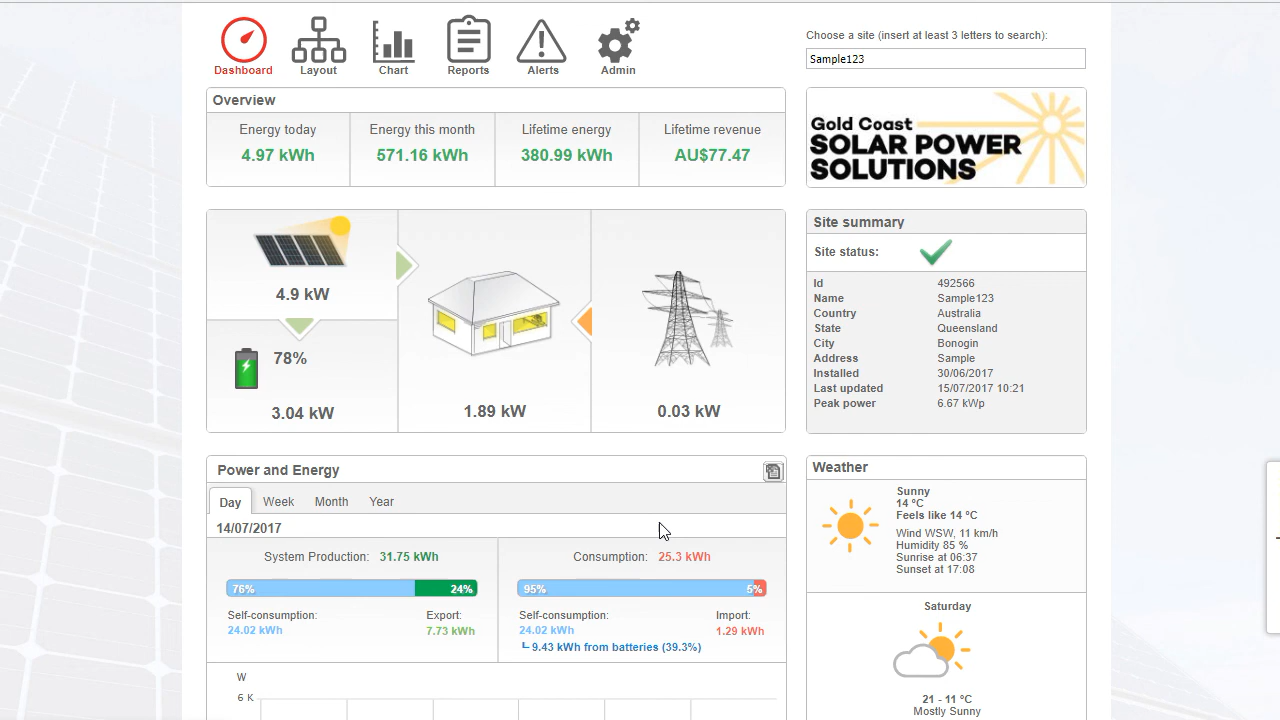 Dashboard
Layout
Chart
Reports
Alerts
Admin
Choose a site (insert at least 3 letters to search):
Sample123
Overview
Energy today
4.97 kWh
Energy this month
571.16 kWh
Lifetime energy
380.99 kWh
Lifetime revenue
AU$77.47
Gold Coast
SOLAR POWER
SOLUTIONS
4.9 kW
78%
3.04 kW
1.89 kW
0.03 kW
Site summary
Site status:
Id 492566
Name Sample123
Country Australia
State Queensland
City Bonogin
Address Sample
Installed 30/06/2017
Last updated 15/07/2017 10:21
Peak power 6.67 kWp
Power and Energy
Day Week Month Year
14/07/2017
System Production: 31.75 kWh
76% 24%
Self-consumption: Export:
24.02 kWh 7.73 kWh
Consumption: 25.3 kWh
95% 5%
Self-consumption: Import:
24.02 kWh 1.29 kWh
9.43 kWh from batteries (39.3%)
W
6 K
Weather
Sunny
14 ºC
Feels like 14 ºC
Wind WSW, 11 km/h
Humidity 85 %
Sunrise at 06:37
Sunset at 17:08
Saturday
21 - 11 ºC
Mostly Sunny